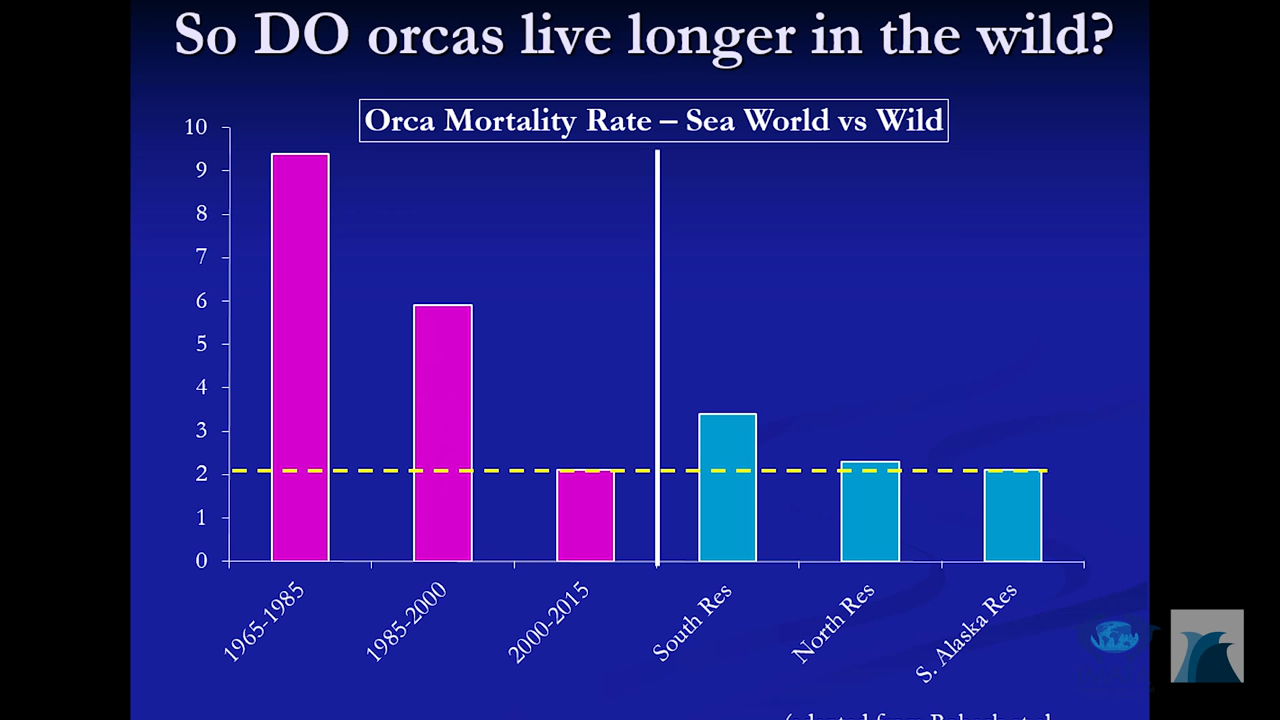 So DO orcas live longer in the wild?
Orca Mortality Rate – Sea World vs Wild
10
9
8
7
6
5
4
3
2
1
0
1965-1985
1985-2000
2000-2015
South Res
North Res
S. Alaska Res